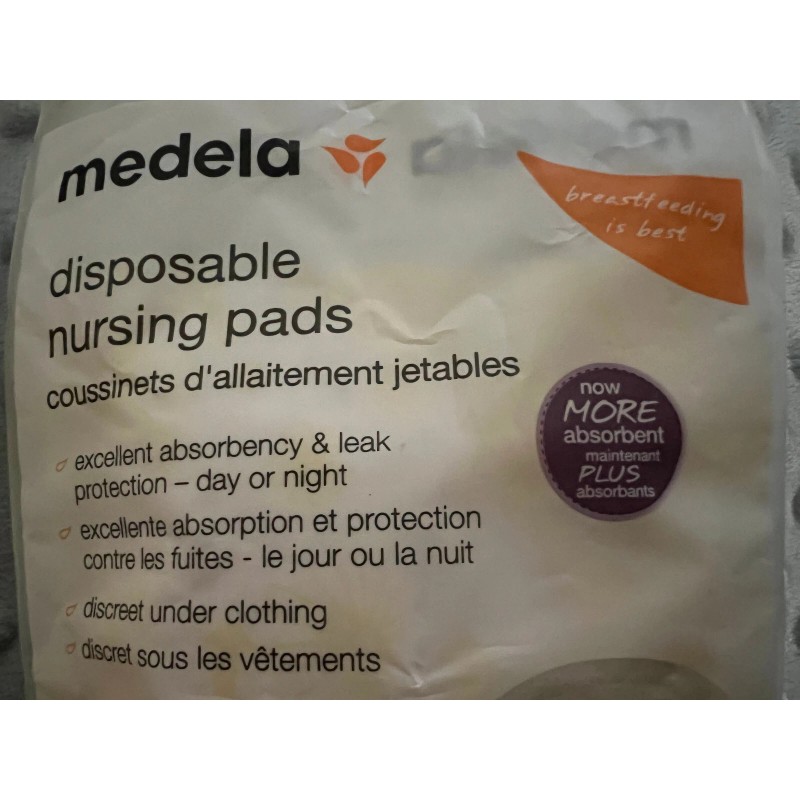 medela
breastfeeding
is best
disposable
nursing pads
coussinets d'allaitement jetables
now
MORE
absorbent
maintenant
PLUS
absorbants
excellent absorbency & leak
protection – day or night
excellente absorption et protection
contre les fuites - le jour ou la nuit
discreet under clothing
discret sous les vêtements